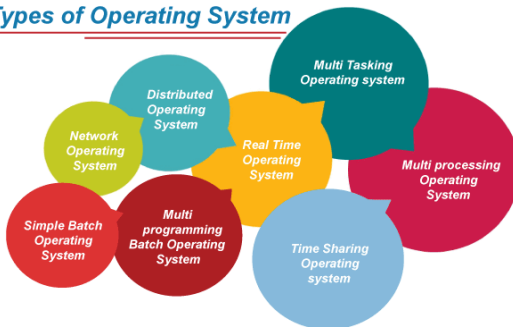 Types of Operating System
Multi Tasking
Operating system
Distributed
Operating
System
Network
Operating
System
Real Time
Operating
System
Multi processing
Operating
System
Simple Batch
Operating
System
Multi
programming
Batch Operating
System
Time Sharing
Operating
system